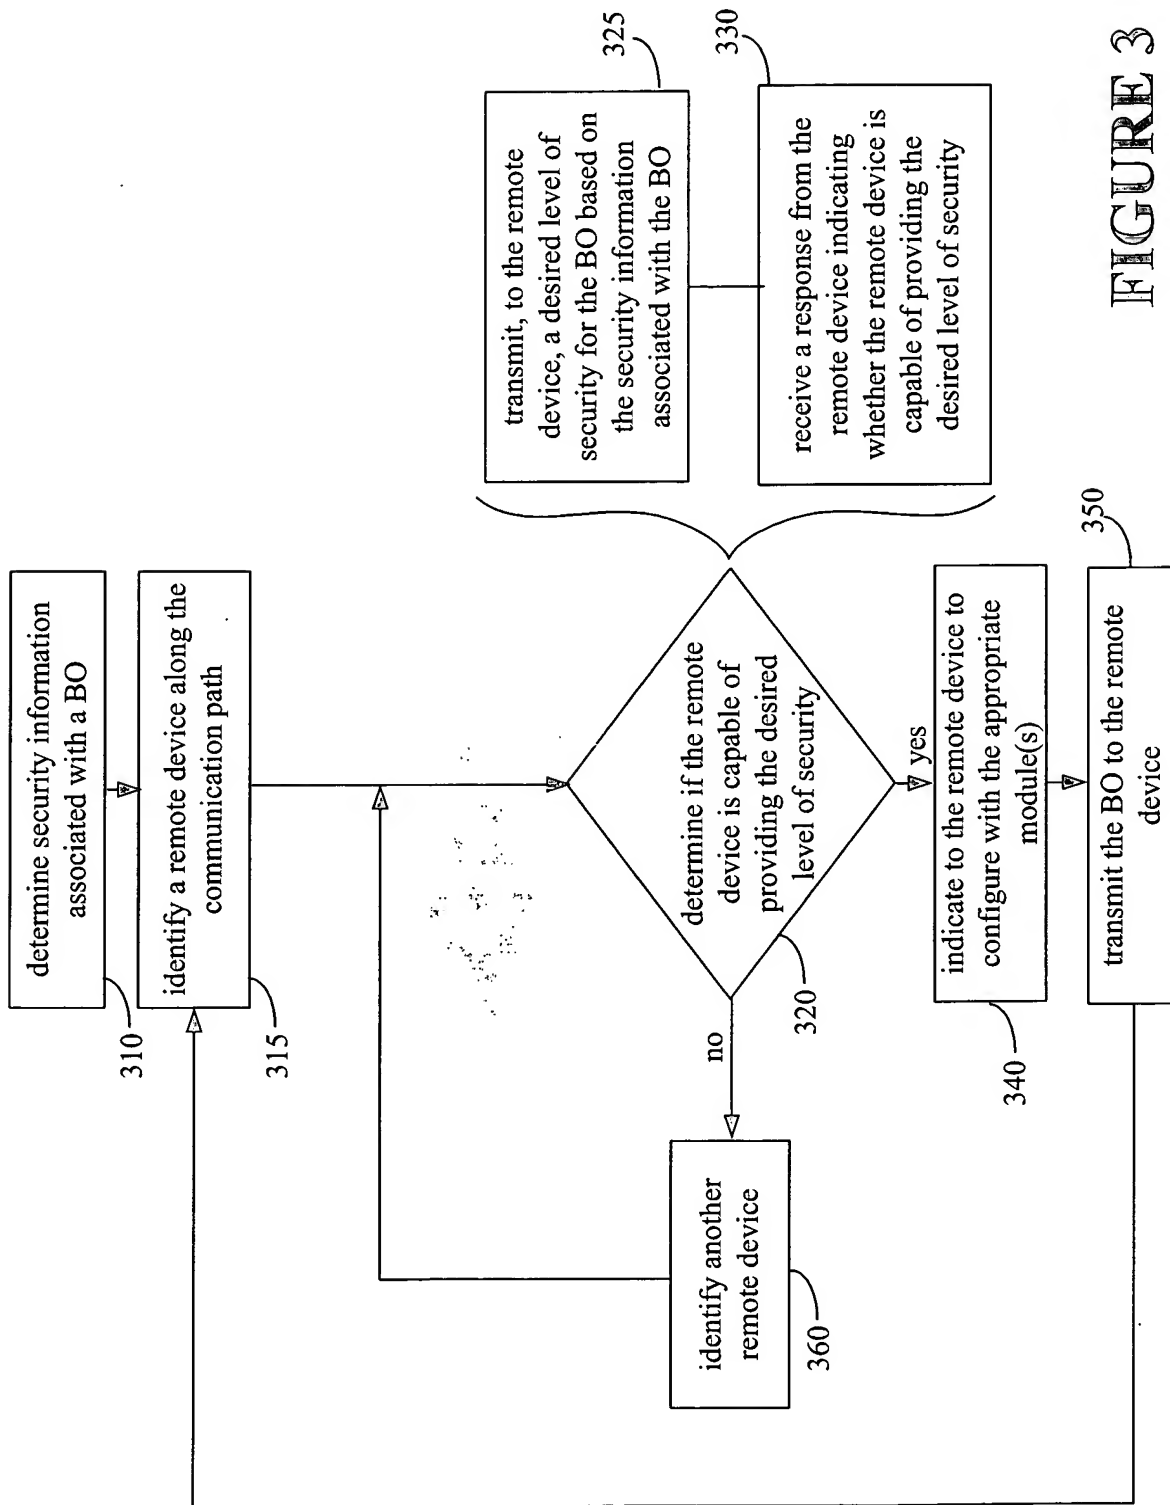 determine security information
associated with a BO
310
identify a remote device along the
communication path
315
determine if the remote
device is capable of
providing the desired
level of security
320
transmit, to the remote
device, a desired level of
security for the BO based on
the security information
associated with the BO
325
receive a response from the
remote device indicating
whether the remote device is
capable of providing the
desired level of security
330
no
identify another
remote device
360
yes
indicate to the remote device to
configure with the appropriate
module(s)
340
transmit the BO to the remote
device
350
FIGURE 3